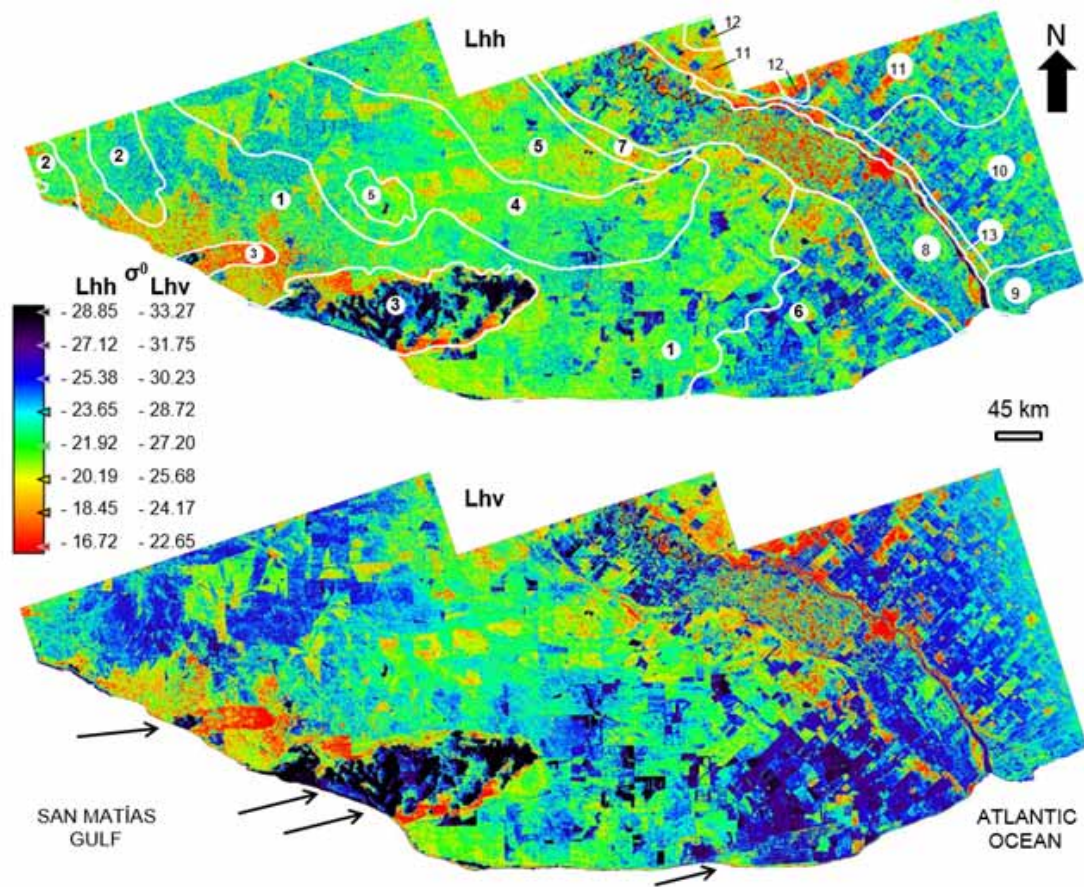 Lhh
N
12
11
12
11
2
2
1
5
5
7
4
10
3
8
13
9
3
6
1
Lhh σ⁰ Lhv
- 28.85 - 33.27
- 27.12 - 31.75
- 25.38 - 30.23
- 23.65 - 28.72
- 21.92 - 27.20
- 20.19 - 25.68
- 18.45 - 24.17
- 16.72 - 22.65
45 km
Lhv
SAN MATÍAS
GULF
ATLANTIC
OCEAN